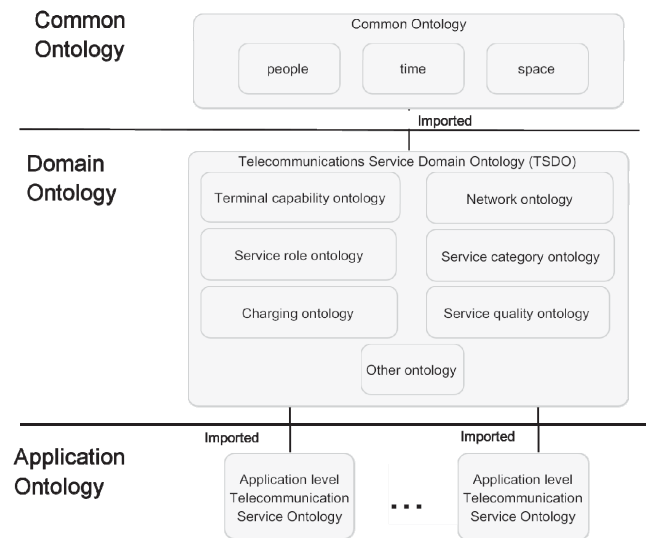 Common
Ontology
Common Ontology
people
time
space
Imported
Domain
Ontology
Telecommunications Service Domain Ontology (TSDO)
Terminal capability ontology
Network ontology
Service role ontology
Service category ontology
Charging ontology
Service quality ontology
Other ontology
Imported
Imported
Application
Ontology
Application level
Telecommunication
Service Ontology
...
Application level
Telecommunication
Service Ontology